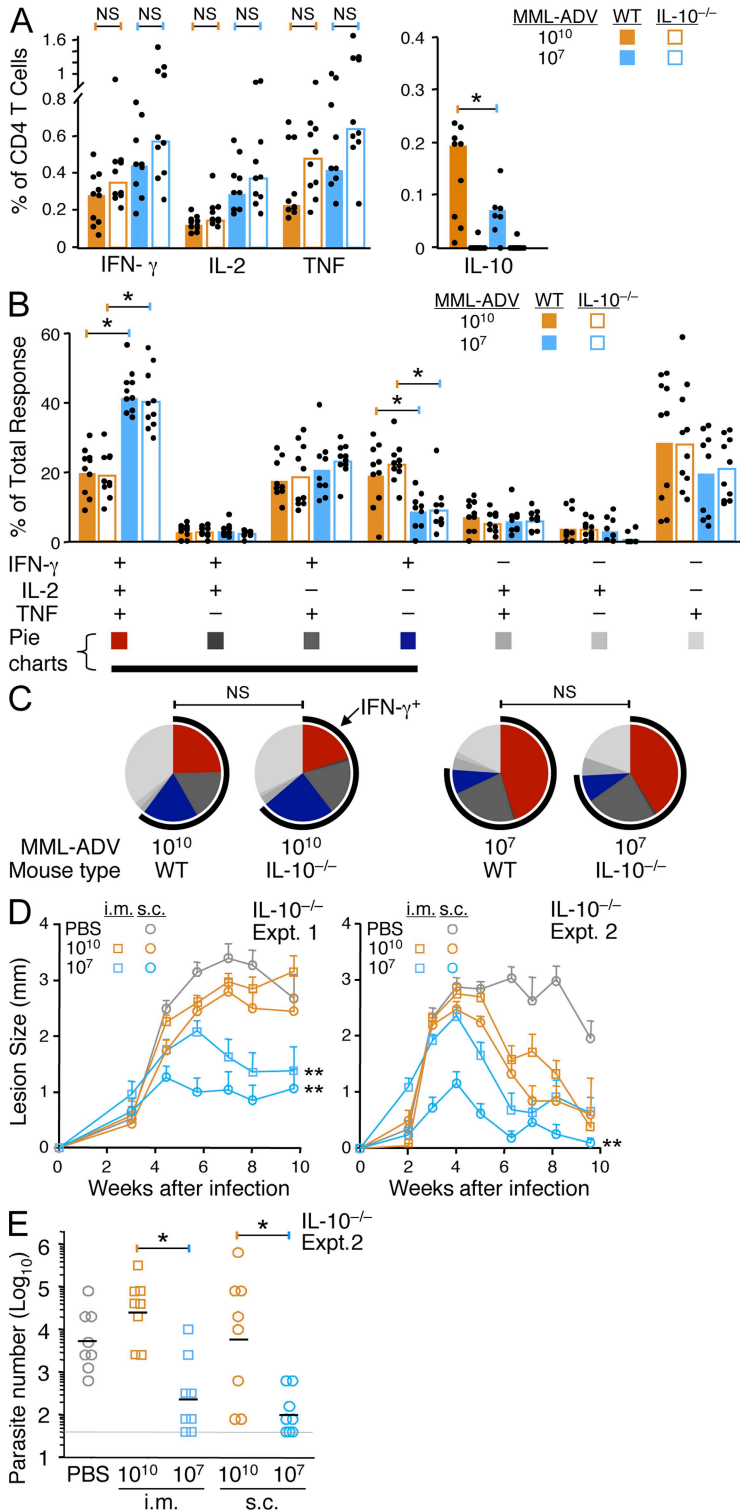 A
NS NS NS NS NS NS
MML-ADV WT IL-10–/–
10¹⁰
10⁷
% of CD4 T Cells
1.6
1
0.8
0.6
0.4
0.2
0
IFN- γ IL-2 TNF
0.4
0.3
0.2
0.1
0
*
IL-10
B
MML-ADV WT IL-10–/–
10¹⁰
10⁷
% of Total Response
60
40
20
0
* *
* *
IFN-γ + + + + – – –
IL-2 + + – – + + –
TNF + – + – + – +
Pie
charts
C
NS NS
IFN-γ⁺
MML-ADV 10¹⁰ 10¹⁰ 10⁷ 10⁷
Mouse type WT IL-10–/– WT IL-10–/–
D
i.m. s.c.
PBS
10¹⁰
10⁷
IL-10–/–
Expt. 1
Lesion Size (mm)
4
3
2
1
0
0 2 4 6 8 10
Weeks after infection
**
**
i.m. s.c.
PBS
10¹⁰
10⁷
IL-10–/–
Expt. 2
4
3
2
1
0
0 2 4 6 8 10
Weeks after infection
**
E
IL-10–/–
Expt.2
* *
Parasite number (Log₁₀)
6
5
4
3
2
1
PBS 10¹⁰ 10⁷ 10¹⁰ 10⁷
i.m. s.c.